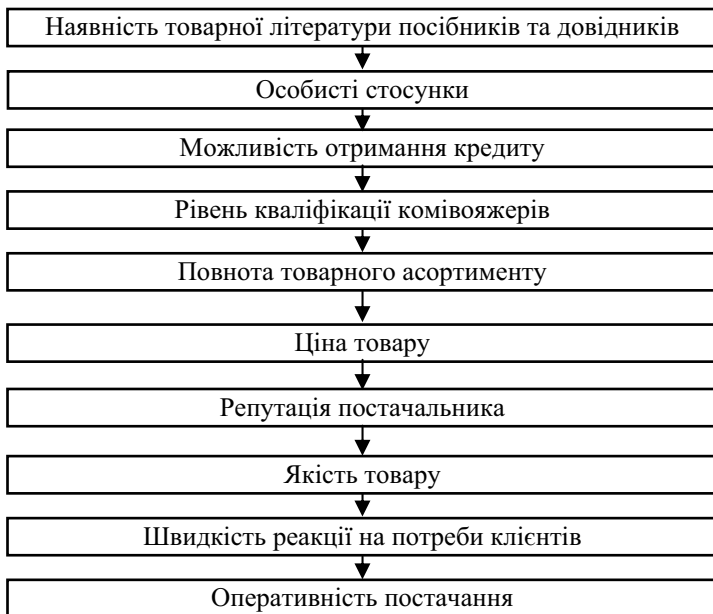 Наявність товарної літератури посібників та довідників
Особисті стосунки
Можливість отримання кредиту
Рівень кваліфікації комівояжерів
Повнота товарного асортименту
Ціна товару
Репутація постачальника
Якість товару
Швидкість реакції на потреби клієнтів
Оперативність постачання